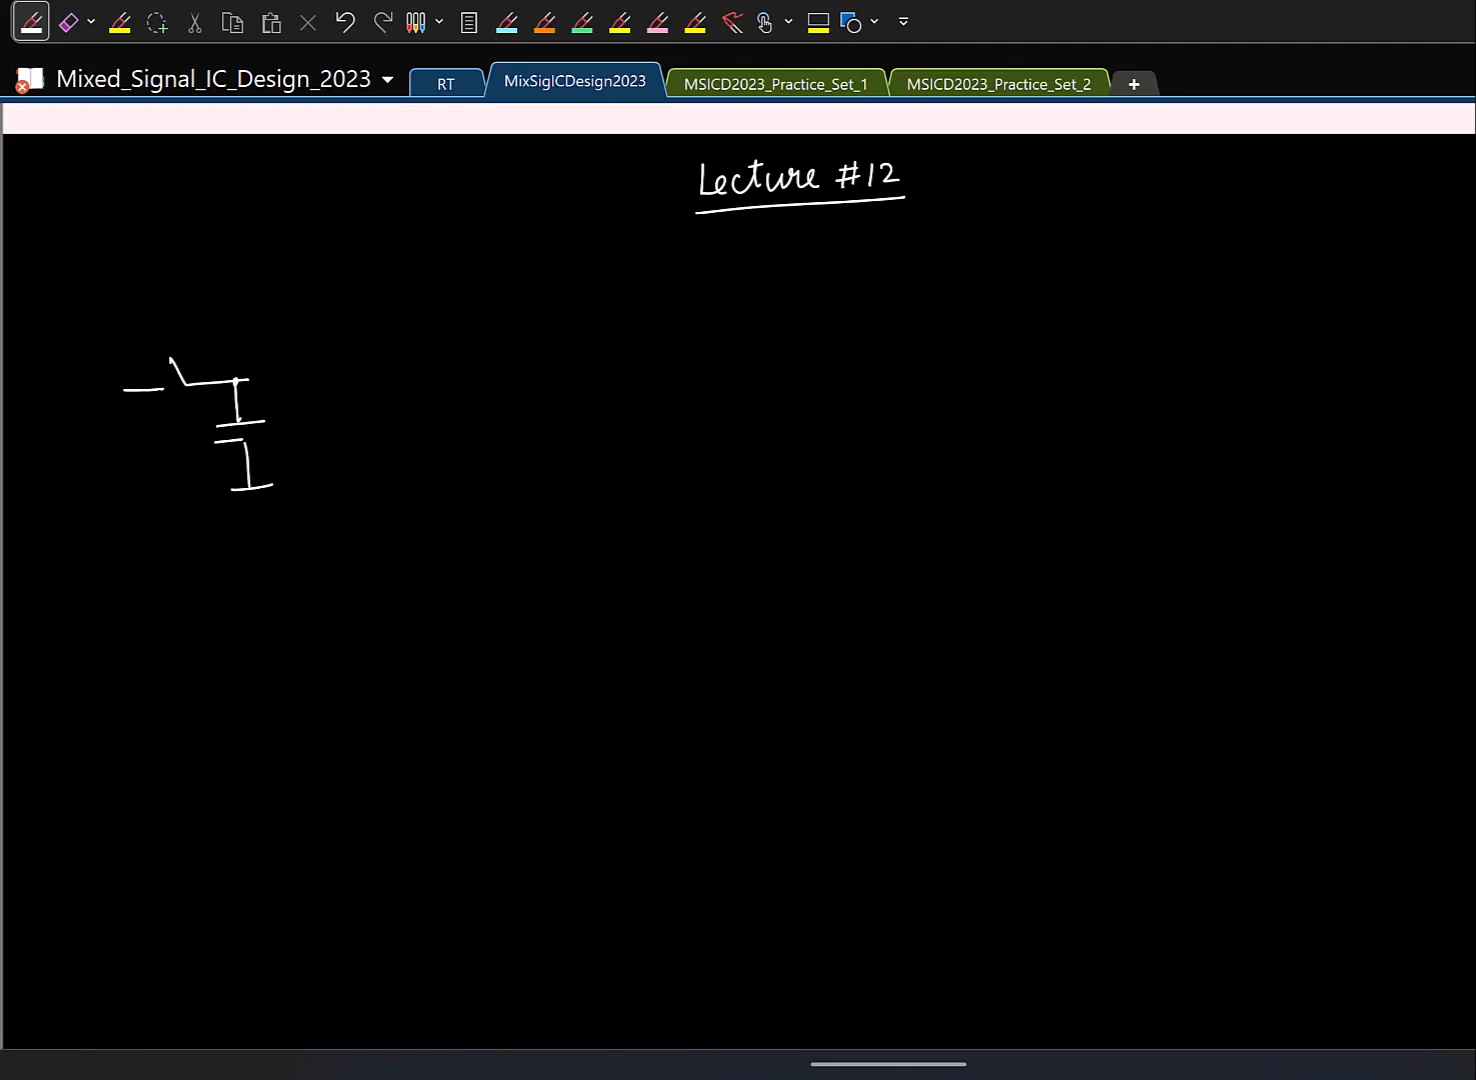 Mixed_Signal_IC_Design_2023
RT
MixSigICDesign2023
MSICD2023_Practice_Set_1
MSICD2023_Practice_Set_2
+
Lecture #12